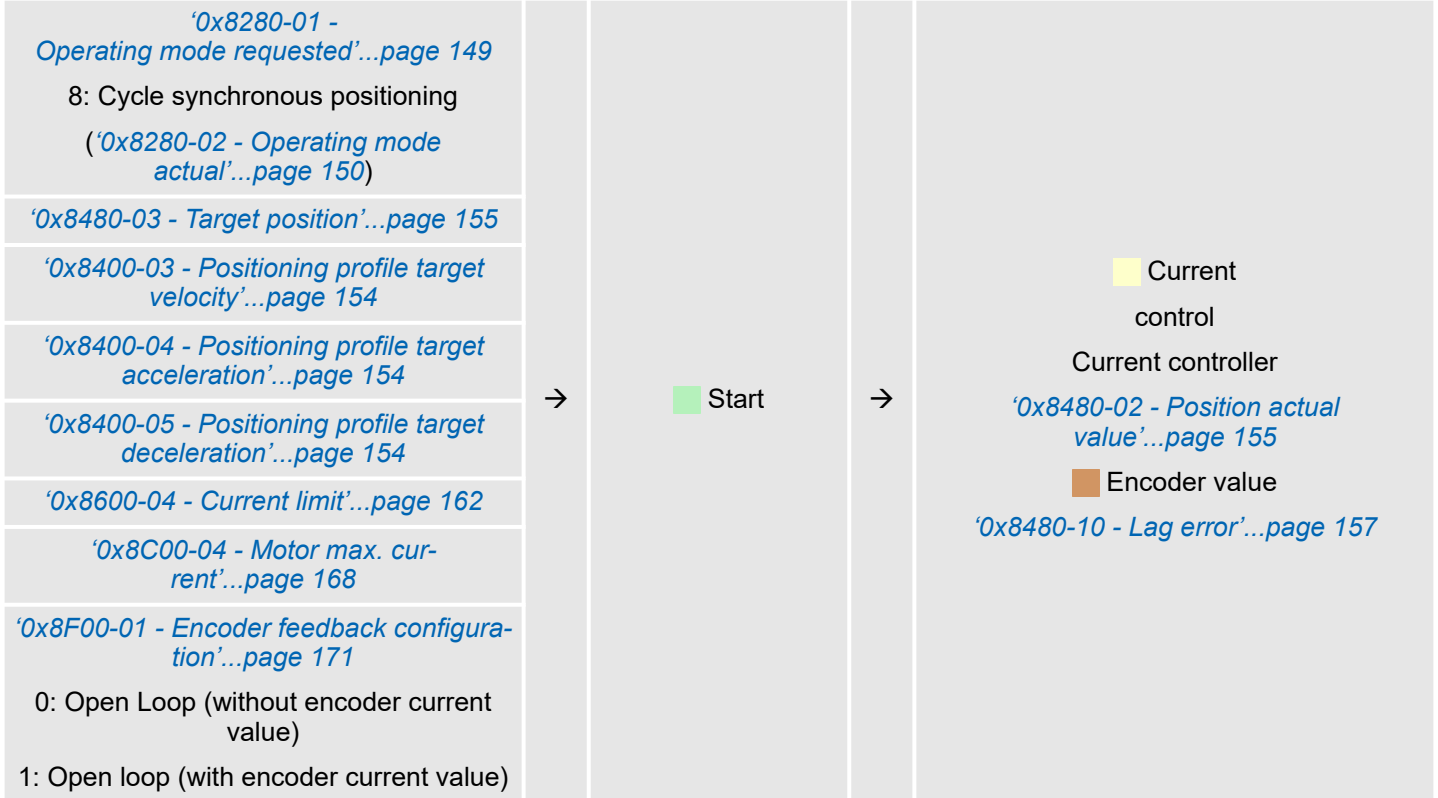 ‘0x8280-01 -
Operating mode requested’...page 149
8: Cycle synchronous positioning
(‘0x8280-02 - Operating mode
actual’...page 150)
‘0x8480-03 - Target position’...page 155
‘0x8400-03 - Positioning profile target
velocity’...page 154
‘0x8400-04 - Positioning profile target
acceleration’...page 154
‘0x8400-05 - Positioning profile target
deceleration’...page 154
‘0x8600-04 - Current limit’...page 162
‘0x8C00-04 - Motor max. cur-
rent’...page 168
‘0x8F00-01 - Encoder feedback configura-
tion’...page 171
0: Open Loop (without encoder current
value)
1: Open loop (with encoder current value)
→
Start
→
Current
control
Current controller
‘0x8480-02 - Position actual
value’...page 155
Encoder value
‘0x8480-10 - Lag error’...page 157